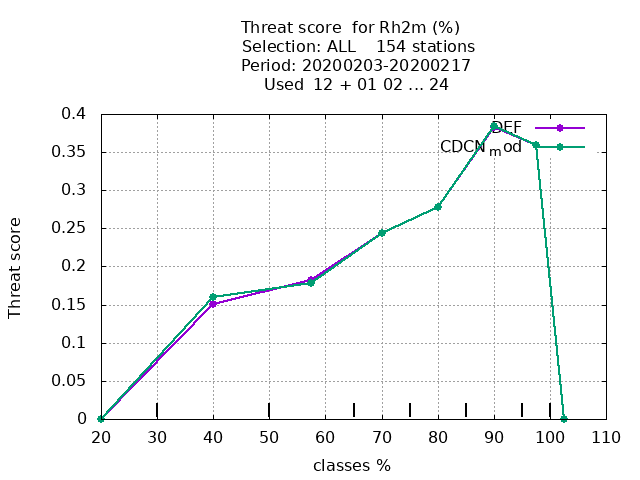 Threat score  for Rh2m (%)
Selection: ALL    154 stations
Period: 20200203-20200217
Used  12 + 01 02 ... 24
0.4
0.35
0.3
0.25
0.2
0.15
0.1
0.05
0
DEF
CDCNmod
Threat score
20 30 40 50 60 70 80 90 100 110
classes %